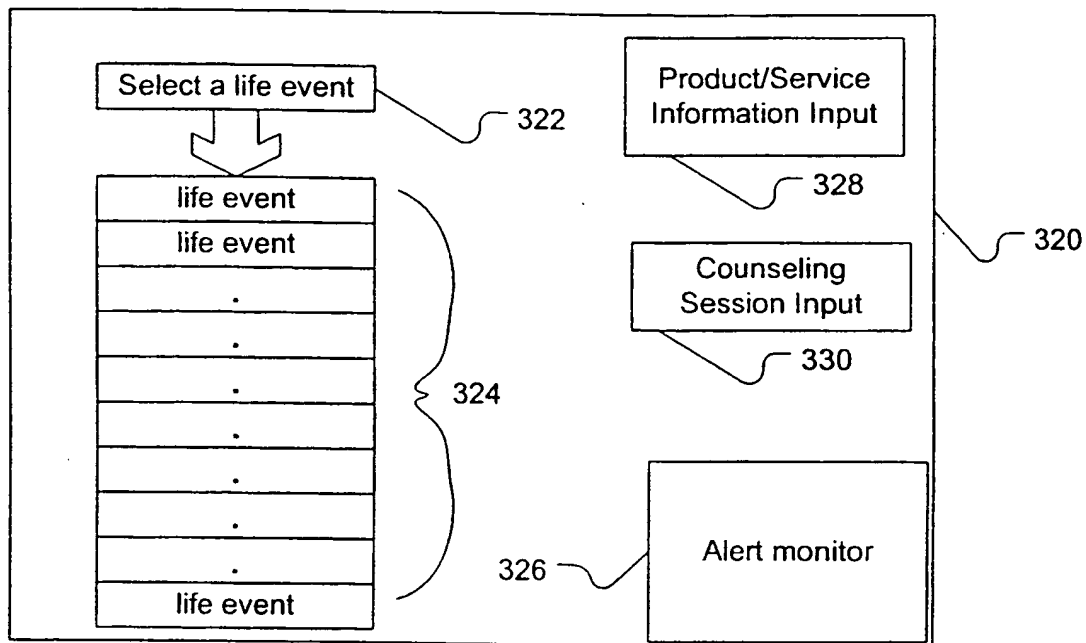 Select a life event
322
life event
life event
.
.
.
.
.
.
.
life event
324
Product/Service
Information Input
328
320
Counseling
Session Input
330
Alert monitor
326